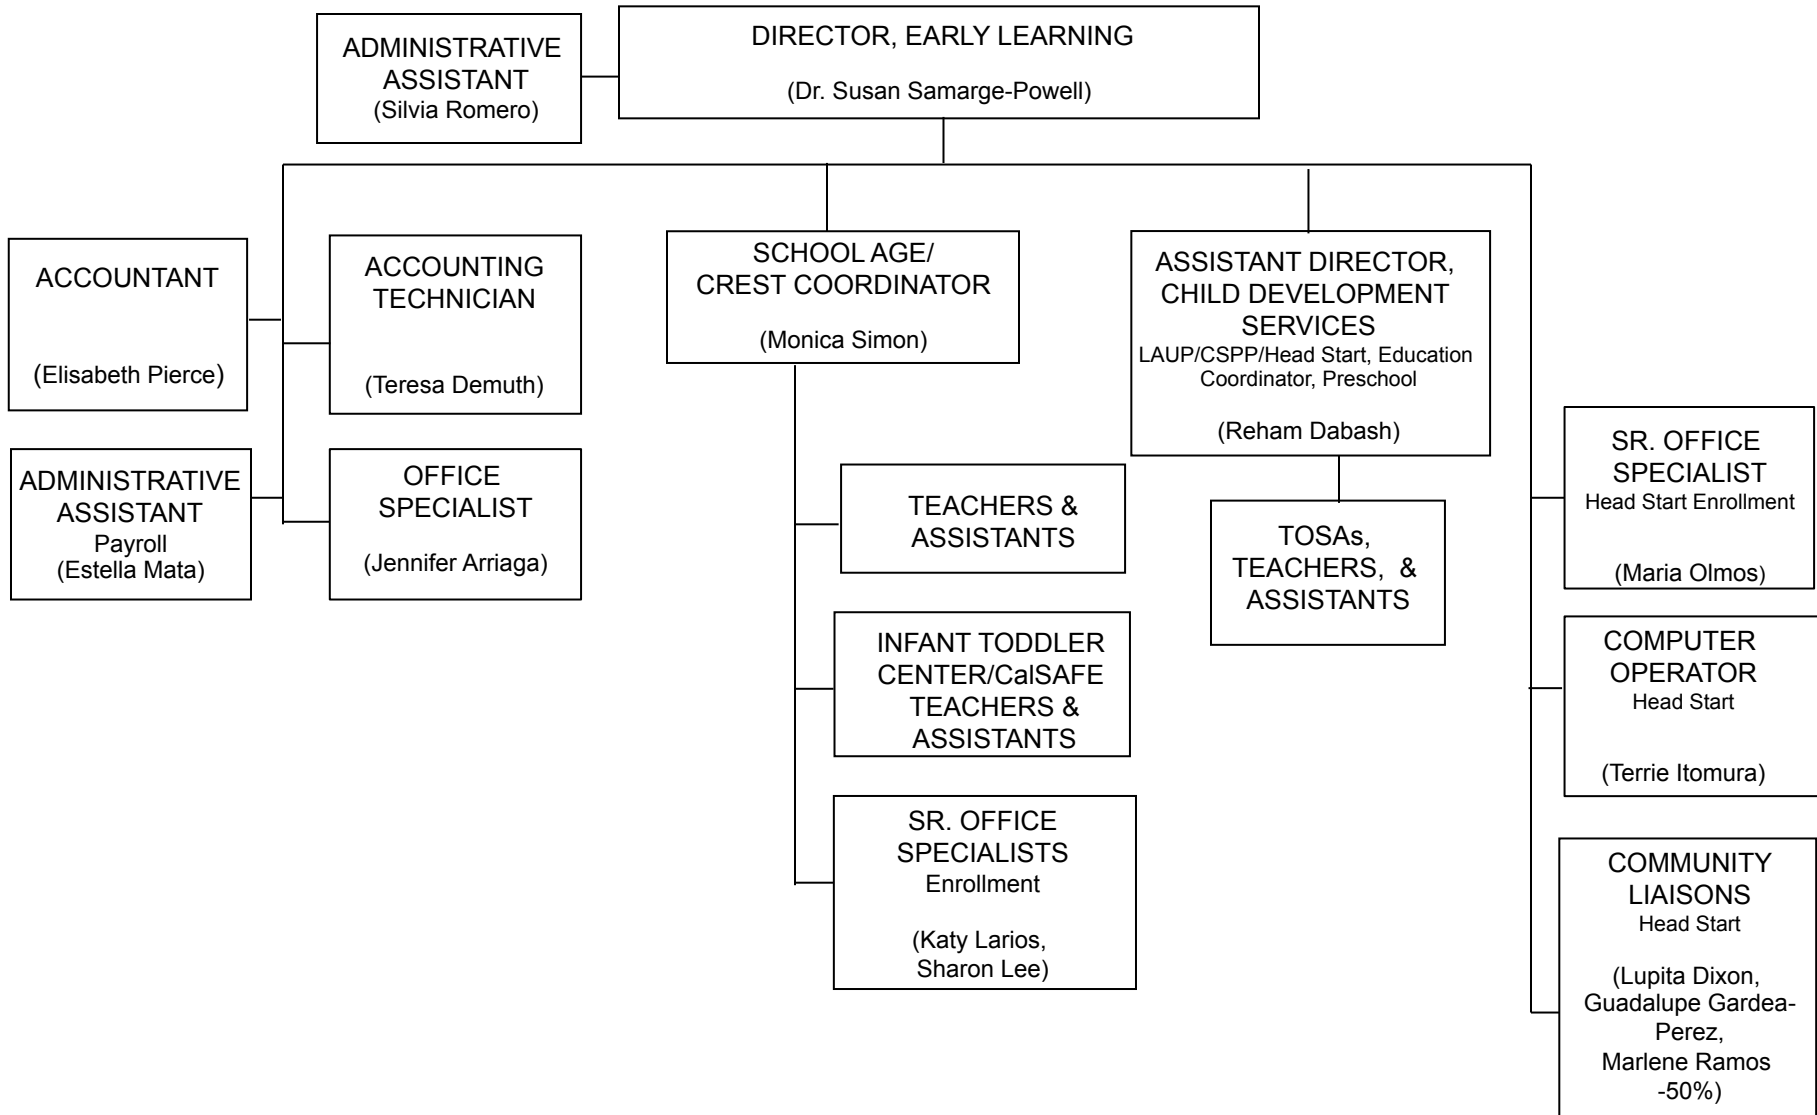 ADMINISTRATIVE
ASSISTANT
(Silvia Romero)
DIRECTOR, EARLY LEARNING
(Dr. Susan Samarge-Powell)
ACCOUNTANT
(Elisabeth Pierce)
ACCOUNTING
TECHNICIAN
(Teresa Demuth)
ADMINISTRATIVE
ASSISTANT
Payroll
(Estella Mata)
OFFICE
SPECIALIST
(Jennifer Arriaga)
SCHOOL AGE/
CREST COORDINATOR
(Monica Simon)
TEACHERS &
ASSISTANTS
INFANT TODDLER
CENTER/CalSAFE
TEACHERS &
ASSISTANTS
SR. OFFICE
SPECIALISTS
Enrollment
(Katy Larios,
Sharon Lee)
ASSISTANT DIRECTOR,
CHILD DEVELOPMENT
SERVICES
LAUP/CSPP/Head Start, Education
Coordinator, Preschool
(Reham Dabash)
TOSAs,
TEACHERS, &
ASSISTANTS
SR. OFFICE
SPECIALIST
Head Start Enrollment
(Maria Olmos)
COMPUTER
OPERATOR
Head Start
(Terrie Itomura)
COMMUNITY
LIAISONS
Head Start
(Lupita Dixon,
Guadalupe Gardea-
Perez,
Marlene Ramos
-50%)